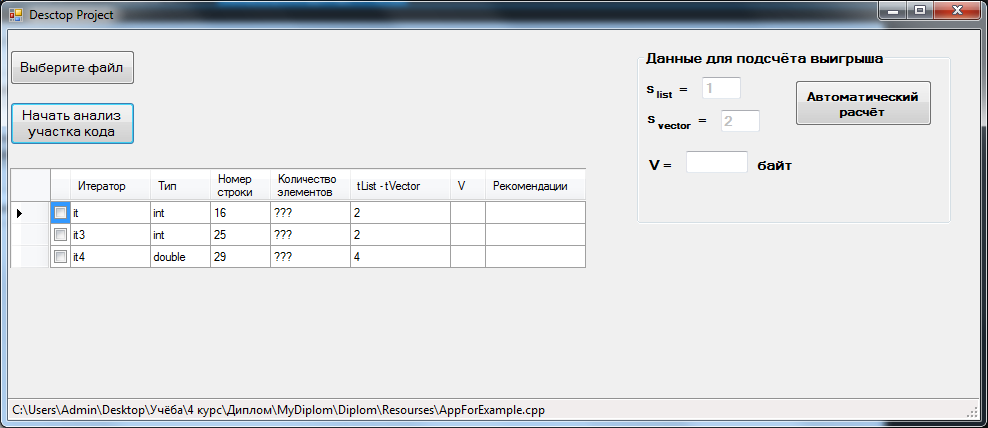 Desctop Project
Выберите файл
Начать анализ
участка кода
Данные для подсчёта выигрыша
s list = 1
s vector = 2
Автоматический
расчёт
V = байт
Итератор Тип Номер строки Количество элементов tList - tVector V Рекомендации
it int 16 ??? 2
it3 int 25 ??? 2
it4 double 29 ??? 4
C:\Users\Admin\Desktop\Учёба\4 курс\Диплом\MyDiplom\Diplom\Resourses\AppForExample.cpp